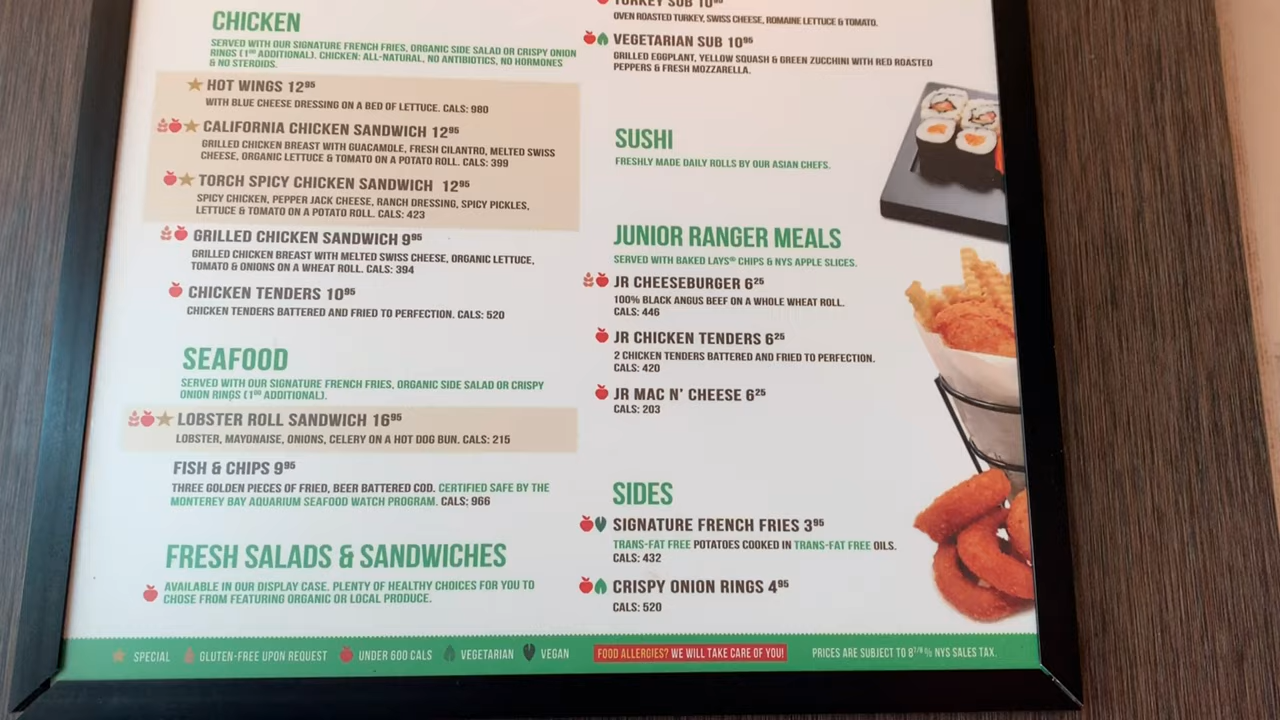 CHICKEN
SERVED WITH OUR SIGNATURE FRENCH FRIES, ORGANIC SIDE SALAD OR CRISPY ONION
RINGS (1⁰⁰ ADDITIONAL). CHICKEN: ALL-NATURAL, NO ANTIBIOTICS, NO HORMONES
& NO STEROIDS.
HOT WINGS 12⁹⁵
WITH BLUE CHEESE DRESSING ON A BED OF LETTUCE. CALS: 980
CALIFORNIA CHICKEN SANDWICH 12⁹⁵
GRILLED CHICKEN BREAST WITH GUACAMOLE, FRESH CILANTRO, MELTED SWISS
CHEESE, ORGANIC LETTUCE & TOMATO ON A POTATO ROLL. CALS: 399
TORCH SPICY CHICKEN SANDWICH 12⁹⁵
SPICY CHICKEN, PEPPER JACK CHEESE, RANCH DRESSING, SPICY PICKLES,
LETTUCE & TOMATO ON A POTATO ROLL. CALS: 423
GRILLED CHICKEN SANDWICH 9⁹⁵
GRILLED CHICKEN BREAST WITH MELTED SWISS CHEESE, ORGANIC LETTUCE,
TOMATO & ONIONS ON A WHEAT ROLL. CALS: 394
CHICKEN TENDERS 10⁹⁵
CHICKEN TENDERS BATTERED AND FRIED TO PERFECTION. CALS: 520
SEAFOOD
SERVED WITH OUR SIGNATURE FRENCH FRIES, ORGANIC SIDE SALAD OR CRISPY
ONION RINGS (1⁰⁰ ADDITIONAL).
LOBSTER ROLL SANDWICH 16⁹⁵
LOBSTER, MAYONAISE, ONIONS, CELERY ON A HOT DOG BUN. CALS: 215
FISH & CHIPS 9⁹⁵
THREE GOLDEN PIECES OF FRIED, BEER BATTERED COD. CERTIFIED SAFE BY THE
MONTEREY BAY AQUARIUM SEAFOOD WATCH PROGRAM. CALS: 966
FRESH SALADS & SANDWICHES
AVAILABLE IN OUR DISPLAY CASE. PLENTY OF HEALTHY CHOICES FOR YOU TO
CHOSE FROM FEATURING ORGANIC OR LOCAL PRODUCE.
TURKEY SUB 10⁹⁵
OVEN ROASTED TURKEY, SWISS CHEESE, ROMAINE LETTUCE & TOMATO.
VEGETARIAN SUB 10⁹⁵
GRILLED EGGPLANT, YELLOW SQUASH & GREEN ZUCCHINI WITH RED ROASTED
PEPPERS & FRESH MOZZARELLA.
SUSHI
FRESHLY MADE DAILY ROLLS BY OUR ASIAN CHEFS.
JUNIOR RANGER MEALS
SERVED WITH BAKED LAYS® CHIPS & NYS APPLE SLICES.
JR CHEESEBURGER 6²⁵
100% BLACK ANGUS BEEF ON A WHOLE WHEAT ROLL.
CALS: 446
JR CHICKEN TENDERS 6²⁵
2 CHICKEN TENDERS BATTERED AND FRIED TO PERFECTION.
CALS: 420
JR MAC N' CHEESE 6²⁵
CALS: 203
SIDES
SIGNATURE FRENCH FRIES 3⁹⁵
TRANS-FAT FREE POTATOES COOKED IN TRANS-FAT FREE OILS.
CALS: 432
CRISPY ONION RINGS 4⁹⁵
CALS: 520
SPECIAL GLUTEN-FREE UPON REQUEST UNDER 600 CALS VEGETARIAN VEGAN FOOD ALLERGIES? WE WILL TAKE CARE OF YOU! PRICES ARE SUBJECT TO 8⁷/⁸% NYS SALES TAX.